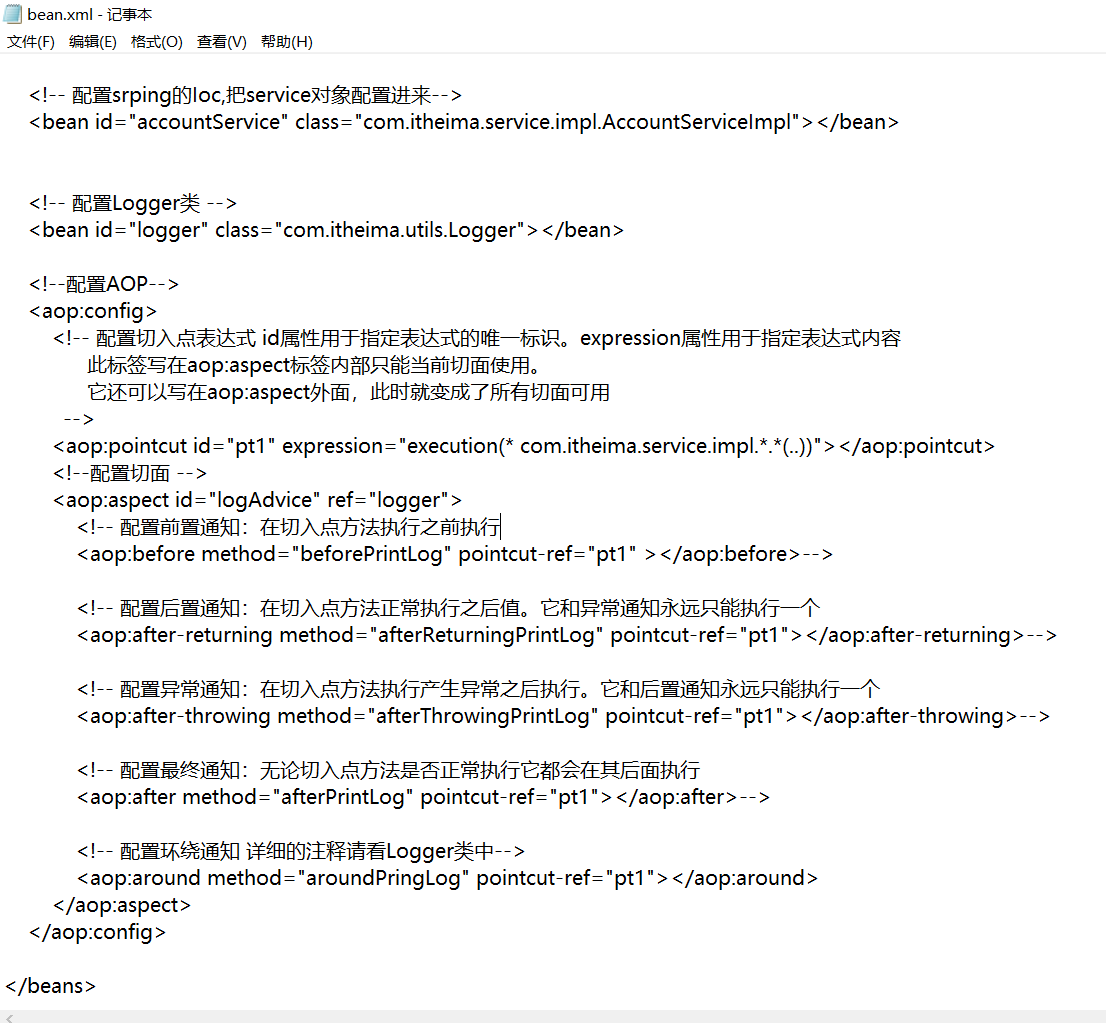 bean.xml - 记事本
文件(F) 编辑(E) 格式(O) 查看(V) 帮助(H)
<!-- 配置srping的Ioc,把service对象配置进来-->
<bean id="accountService" class="com.itheima.service.impl.AccountServiceImpl"></bean>
<!-- 配置Logger类 -->
<bean id="logger" class="com.itheima.utils.Logger"></bean>
<!--配置AOP-->
<aop:config>
<!-- 配置切入点表达式 id属性用于指定表达式的唯一标识。expression属性用于指定表达式内容
此标签写在aop:aspect标签内部只能当前切面使用。
它还可以写在aop:aspect外面，此时就变成了所有切面可用
-->
<aop:pointcut id="pt1" expression="execution(* com.itheima.service.impl.*.*(..))"></aop:pointcut>
<!--配置切面 -->
<aop:aspect id="logAdvice" ref="logger">
<!-- 配置前置通知：在切入点方法执行之前执行
<aop:before method="beforePrintLog" pointcut-ref="pt1" ></aop:before>-->
<!-- 配置后置通知：在切入点方法正常执行之后值。它和异常通知永远只能执行一个
<aop:after-returning method="afterReturningPrintLog" pointcut-ref="pt1"></aop:after-returning>-->
<!-- 配置异常通知：在切入点方法执行产生异常之后执行。它和后置通知永远只能执行一个
<aop:after-throwing method="afterThrowingPrintLog" pointcut-ref="pt1"></aop:after-throwing>-->
<!-- 配置最终通知：无论切入点方法是否正常执行它都会在其后面执行
<aop:after method="afterPrintLog" pointcut-ref="pt1"></aop:after>-->
<!-- 配置环绕通知 详细的注释请看Logger类中-->
<aop:around method="aroundPringLog" pointcut-ref="pt1"></aop:around>
</aop:aspect>
</aop:config>
</beans>